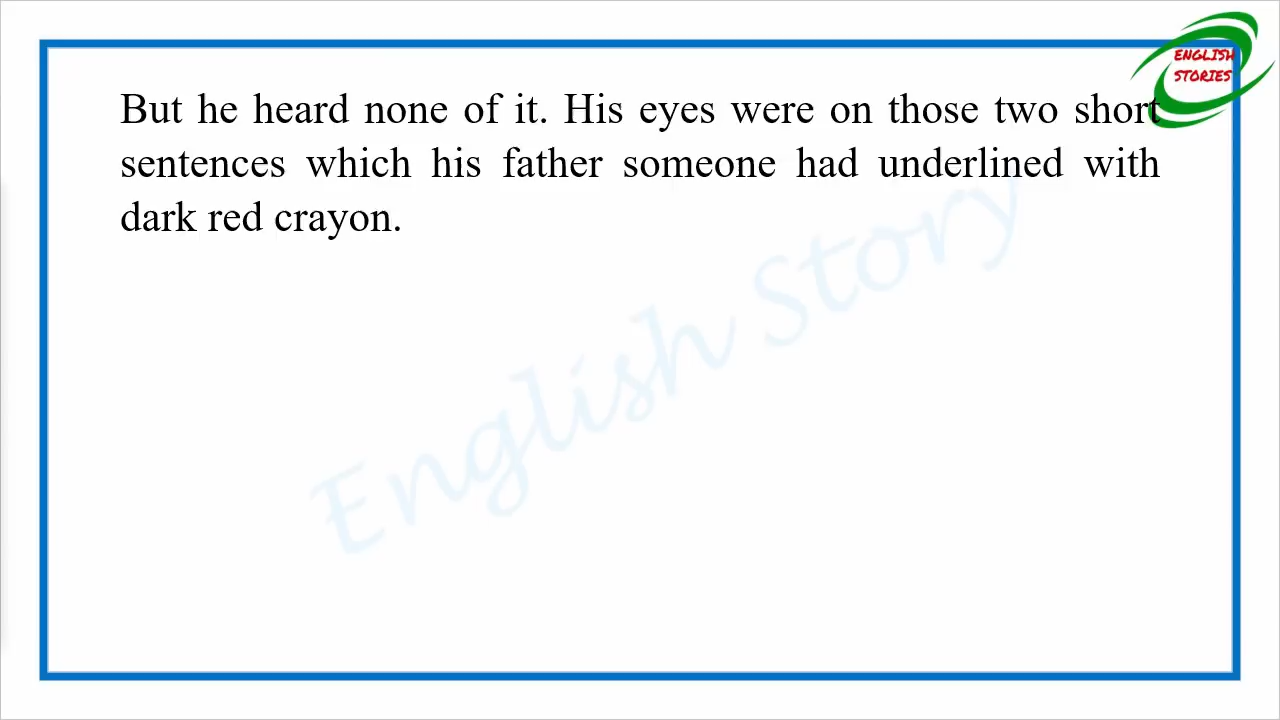 ENGLISH
STORIES
But he heard none of it. His eyes were on those two short
sentences which his father someone had underlined with
dark red crayon.
English Story